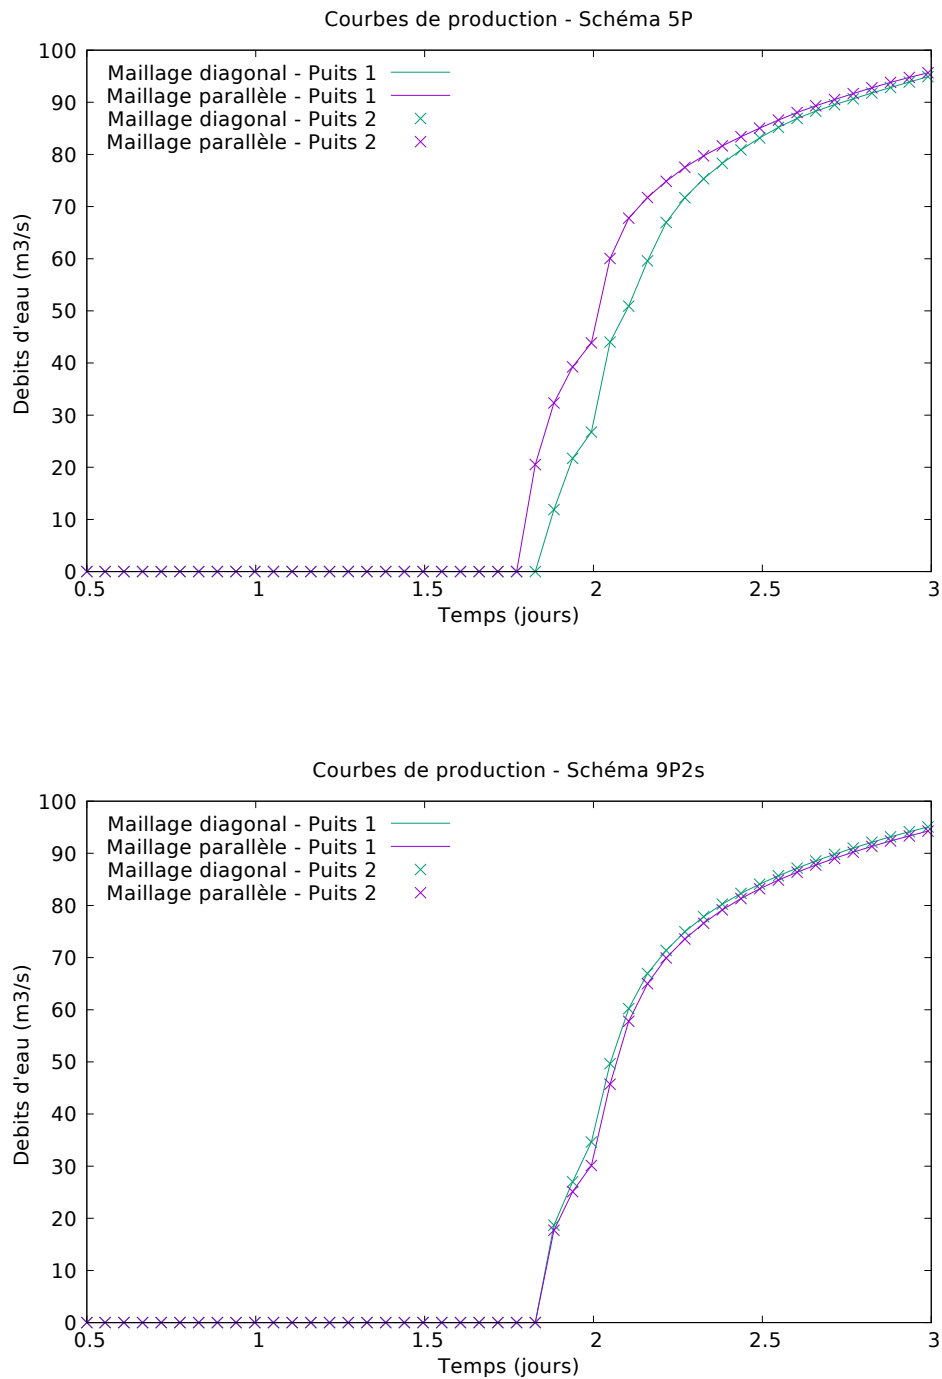 Courbes de production - Schéma 5P
100
90
80
70
60
50
40
30
20
10
0
Debits d'eau (m3/s)
Maillage diagonal - Puits 1
Maillage parallèle - Puits 1
Maillage diagonal - Puits 2
Maillage parallèle - Puits 2
0.5 1 1.5 2 2.5 3
Temps (jours)
Courbes de production - Schéma 9P2s
100
90
80
70
60
50
40
30
20
10
0
Debits d'eau (m3/s)
Maillage diagonal - Puits 1
Maillage parallèle - Puits 1
Maillage diagonal - Puits 2
Maillage parallèle - Puits 2
0.5 1 1.5 2 2.5 3
Temps (jours)